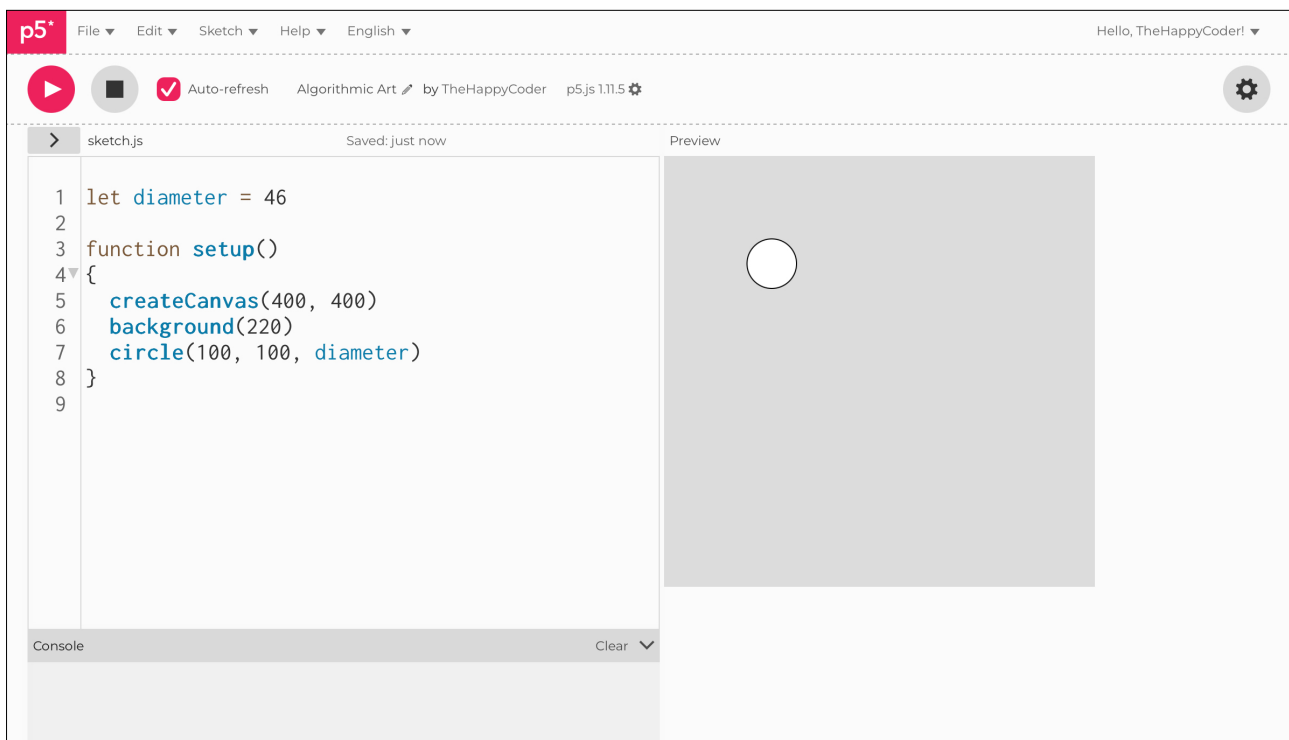 p5* File Edit Sketch Help English Hello, TheHappyCoder!
Auto-refresh Algorithmic Art by TheHappyCoder p5.js 1.11.5
sketch.js Saved: just now Preview
1 let diameter = 46
2
3 function setup()
4 {
5 createCanvas(400, 400)
6 background(220)
7 circle(100, 100, diameter)
8 }
9
Console Clear